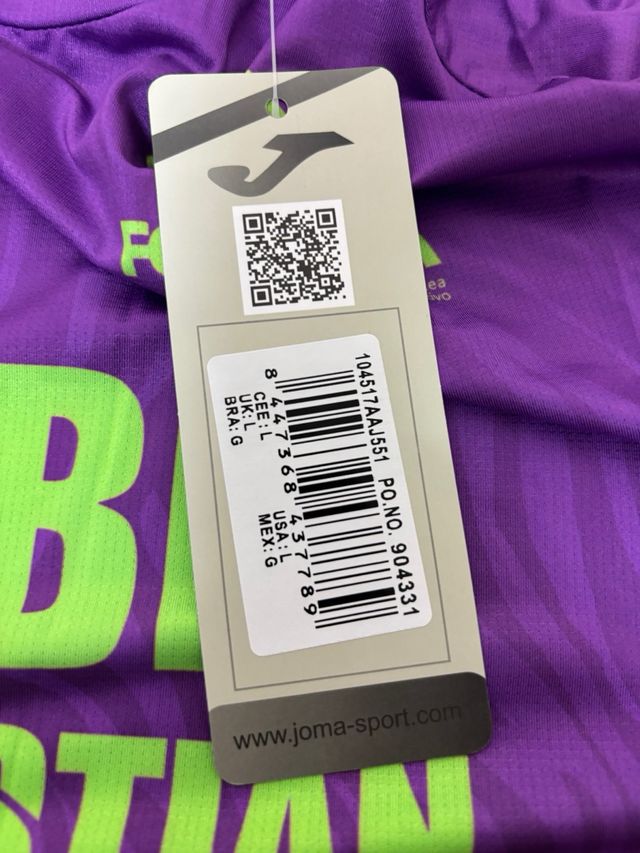 104517AAJ551 PO.NO. 904331
8 447368 437789
CEE: L USA: L
UK: L MEX: G
BRA: G
www.joma-sport.com